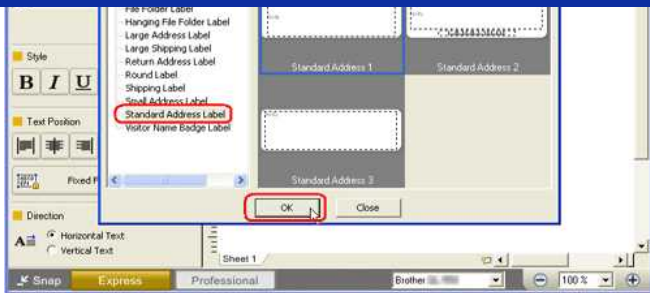 File Folder Label
Hanging File Folder Label
Large Address Label
Large Shipping Label
Return Address Label
Round Label
Shipping Label
Small Address Label
Standard Address Label
Visitor Name Badge Label
Standard Address 1
Standard Address 2
Standard Address 3
OK
Close
Style
B I U
Text Position
Fixed F
Direction
A
Horizontal Text
Vertical Text
Sheet 1
Snap
Express
Professional
Brother
100 %